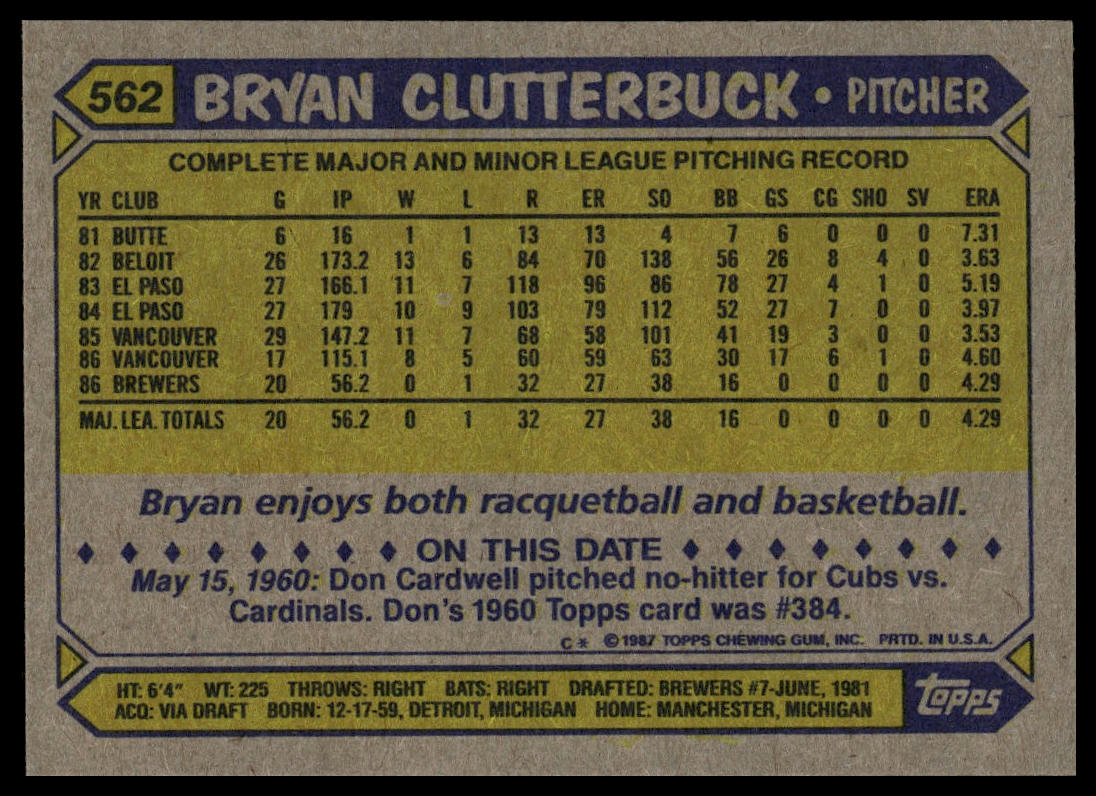 562 BRYAN CLUTTERBUCK • PITCHER
COMPLETE MAJOR AND MINOR LEAGUE PITCHING RECORD
YR CLUB G IP W L R ER SO BB GS CG SHO SV ERA
81 BUTTE 6 16 1 1 13 13 4 7 6 0 0 0 7.31
82 BELOIT 26 173.2 13 6 84 70 138 56 26 8 4 0 3.63
83 EL PASO 27 166.1 11 7 118 96 86 78 27 4 1 0 5.19
84 EL PASO 27 179 10 9 103 79 112 52 27 7 0 0 3.97
85 VANCOUVER 29 147.2 11 7 68 58 101 41 19 3 0 0 3.53
86 VANCOUVER 17 115.1 8 5 60 59 63 30 17 6 1 0 4.60
86 BREWERS 20 56.2 0 1 32 27 38 16 0 0 0 0 4.29
MAJ. LEA. TOTALS 20 56.2 0 1 32 27 38 16 0 0 0 0 4.29
Bryan enjoys both racquetball and basketball.
ON THIS DATE
May 15, 1960: Don Cardwell pitched no-hitter for Cubs vs.
Cardinals. Don's 1960 Topps card was #384.
C* ©1987 TOPPS CHEWING GUM, INC. PRTD. IN U.S.A.
HT: 6'4" WT: 225 THROWS: RIGHT BATS: RIGHT DRAFTED: BREWERS #7-JUNE, 1981
ACQ: VIA DRAFT BORN: 12-17-59, DETROIT, MICHIGAN HOME: MANCHESTER, MICHIGAN
Topps